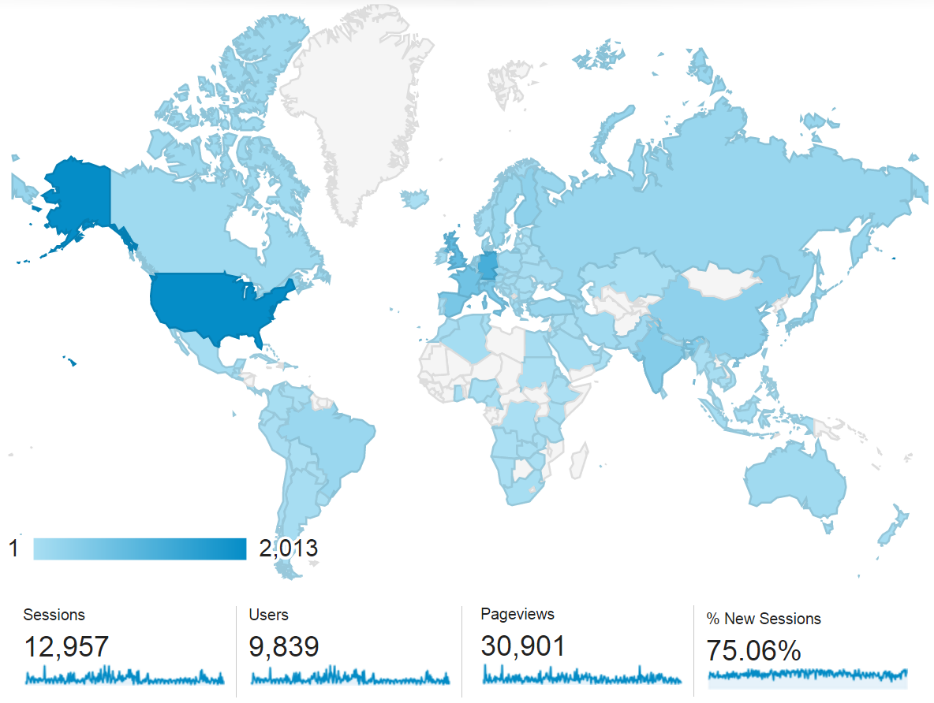 1 2,013
Sessions
12,957
Users
9,839
Pageviews
30,901
% New Sessions
75.06%